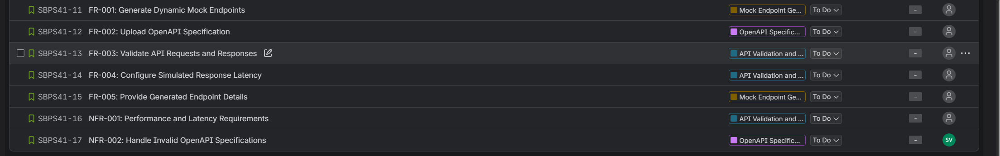 SBPS41-11 FR-001: Generate Dynamic Mock Endpoints Mock Endpoint Ge... To Do -
SBPS41-12 FR-002: Upload OpenAPI Specification OpenAPI Specific... To Do -
SBPS41-13 FR-003: Validate API Requests and Responses API Validation and ... To Do -
SBPS41-14 FR-004: Configure Simulated Response Latency API Validation and ... To Do -
SBPS41-15 FR-005: Provide Generated Endpoint Details Mock Endpoint Ge... To Do -
SBPS41-16 NFR-001: Performance and Latency Requirements API Validation and ... To Do -
SBPS41-17 NFR-002: Handle Invalid OpenAPI Specifications OpenAPI Specific... To Do - SV